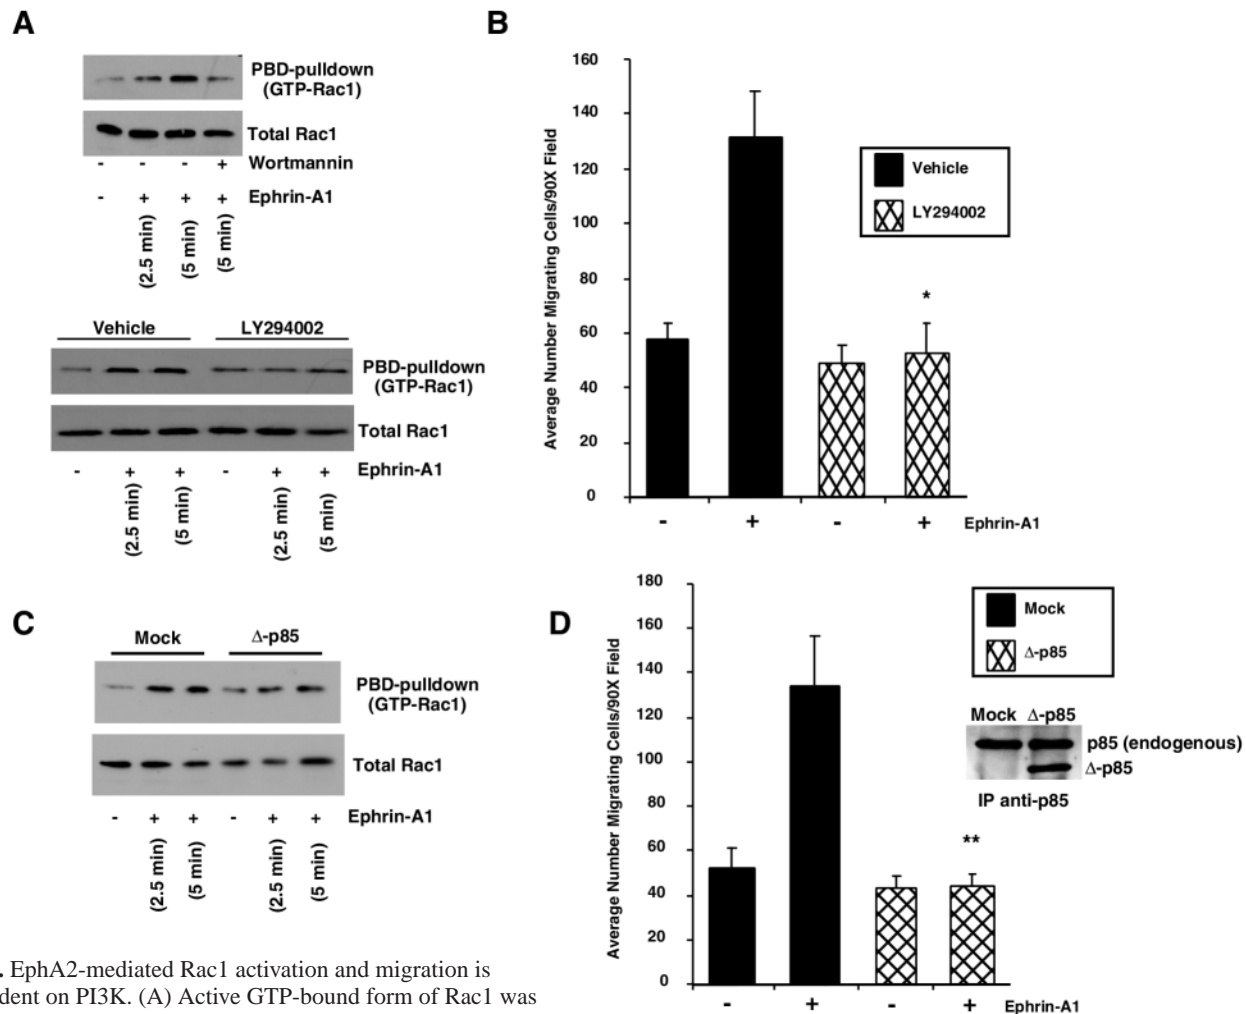 A
PBD-pulldown
(GTP-Rac1)
Total Rac1
- - - + Wortmannin
- + + + Ephrin-A1
(2.5 min) (5 min) (5 min)
Vehicle LY294002
PBD-pulldown
(GTP-Rac1)
Total Rac1
- + + - + + Ephrin-A1
(2.5 min) (5 min) (2.5 min) (5 min)
B
Average Number Migrating Cells/90X Field
160
140
120
100
80
60
40
20
0
Vehicle
LY294002
*
- + - + Ephrin-A1
C
Mock Δ-p85
PBD-pulldown
(GTP-Rac1)
Total Rac1
- + + - + + Ephrin-A1
(2.5 min) (5 min) (2.5 min) (5 min)
D
Average Number Migrating Cells/90X Field
180
160
140
120
100
80
60
40
20
0
Mock
Δ-p85
Mock Δ-p85
p85 (endogenous)
Δ-p85
IP anti-p85
**
- + - + Ephrin-A1
. EphA2-mediated Rac1 activation and migration is
dent on PI3K. (A) Active GTP-bound form of Rac1 was